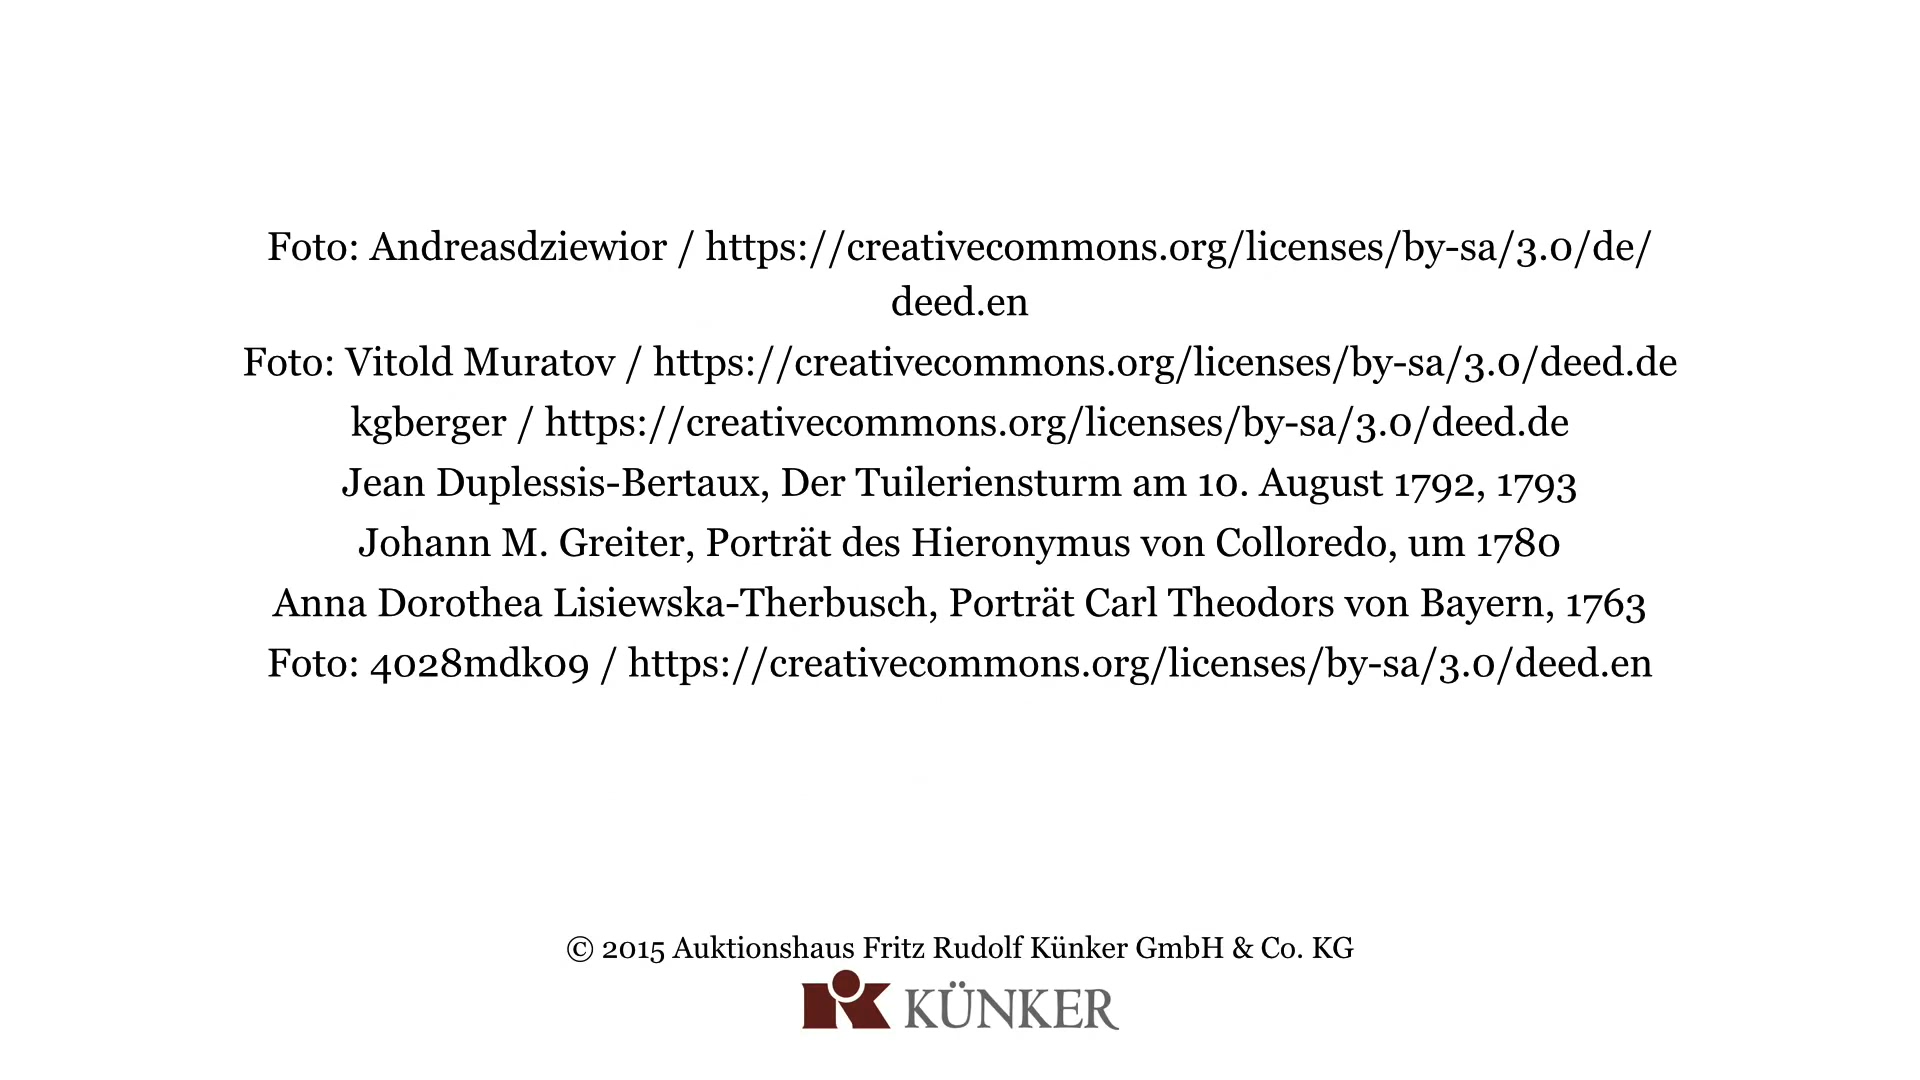 Foto: Andreasdziewior / https://creativecommons.org/licenses/by-sa/3.0/de/
deed.en
Foto: Vitold Muratov / https://creativecommons.org/licenses/by-sa/3.0/deed.de
kgberger / https://creativecommons.org/licenses/by-sa/3.0/deed.de
Jean Duplessis-Bertaux, Der Tuileriensturm am 10. August 1792, 1793
Johann M. Greiter, Porträt des Hieronymus von Colloredo, um 1780
Anna Dorothea Lisiewska-Therbusch, Porträt Carl Theodors von Bayern, 1763
Foto: 4028mdk09 / https://creativecommons.org/licenses/by-sa/3.0/deed.en
© 2015 Auktionshaus Fritz Rudolf Künker GmbH & Co. KG
KÜNKER